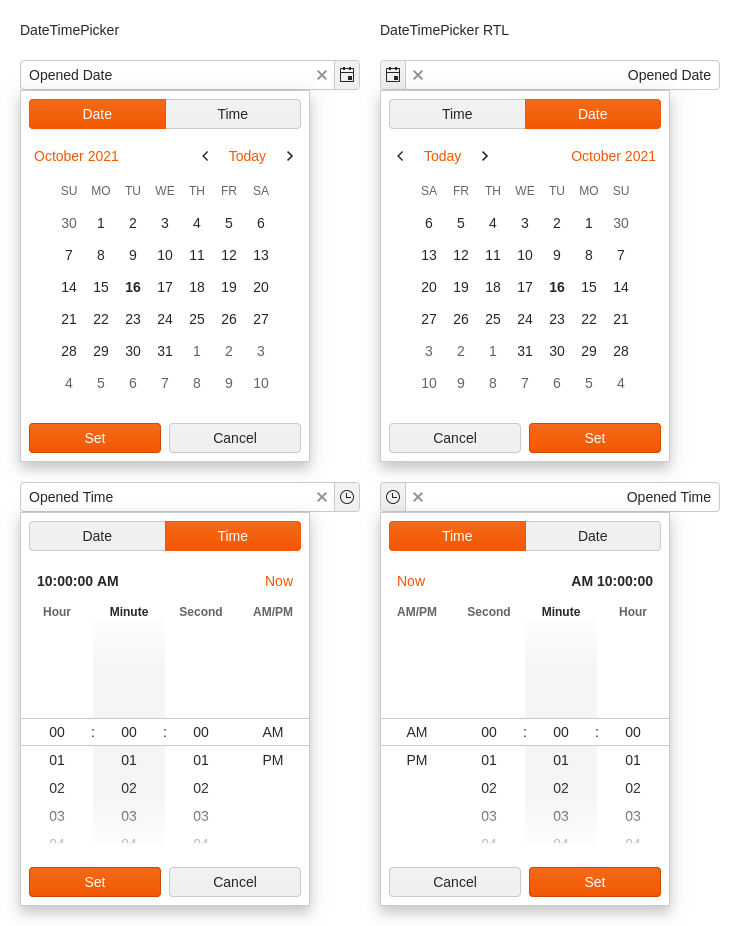 DateTimePicker
Opened Date
Date Time
October 2021 Today
SU MO TU WE TH FR SA
30 1 2 3 4 5 6
7 8 9 10 11 12 13
14 15 16 17 18 19 20
21 22 23 24 25 26 27
28 29 30 31 1 2 3
4 5 6 7 8 9 10
Set Cancel
Opened Time
Date Time
10:00:00 AM Now
Hour Minute Second AM/PM
00 : 00 : 00 AM
01 01 01 PM
02 02 02
03 03 03
04 04 04
Set Cancel
DateTimePicker RTL
Opened Date
Time Date
Today October 2021
SA FR TH WE TU MO SU
6 5 4 3 2 1 30
13 12 11 10 9 8 7
20 19 18 17 16 15 14
27 26 25 24 23 22 21
3 2 1 31 30 29 28
10 9 8 7 6 5 4
Cancel Set
Opened Time
Time Date
Now AM 10:00:00
AM/PM Second Minute Hour
AM 00 : 00 : 00
PM 01 01 01
02 02 02
03 03 03
04 04 04
Cancel Set